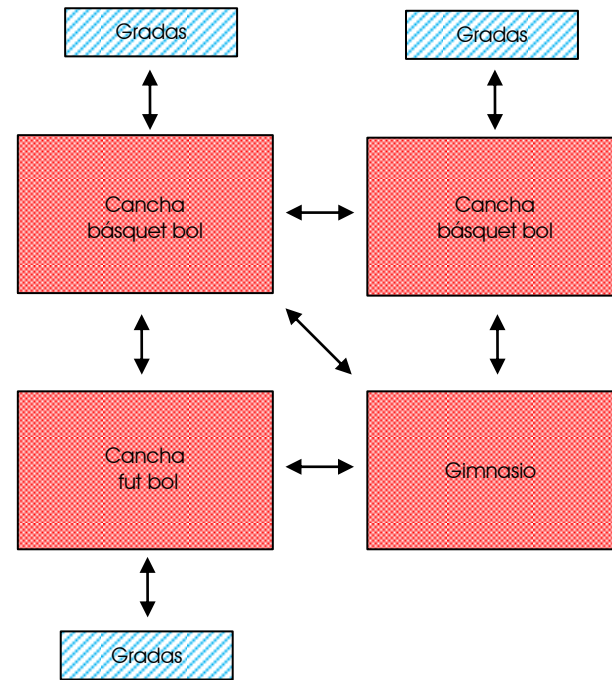 Gradas
Gradas
Cancha
básquet bol
Cancha
básquet bol
Cancha
fut bol
Gimnasio
Gradas